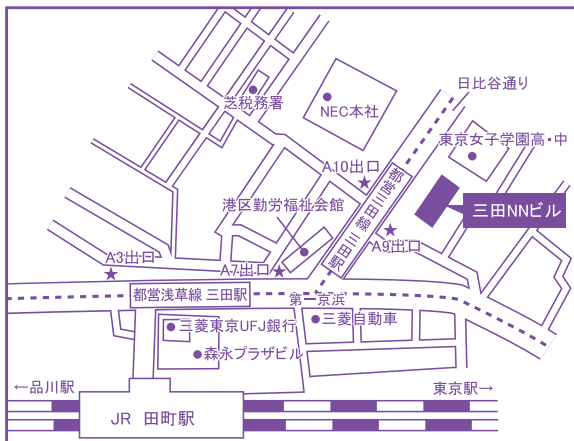 日比谷通り
芝税務署
NEC本社
東京女子学園高・中
A10出口
都営三田線 三田駅
港区勤労福祉会館
三田NNビル
A9出口
A3出口
A7出口
都営浅草線 三田駅
第一京浜
三菱東京UFJ銀行
三菱自動車
森永プラザビル
←品川駅
東京駅→
JR 田町駅